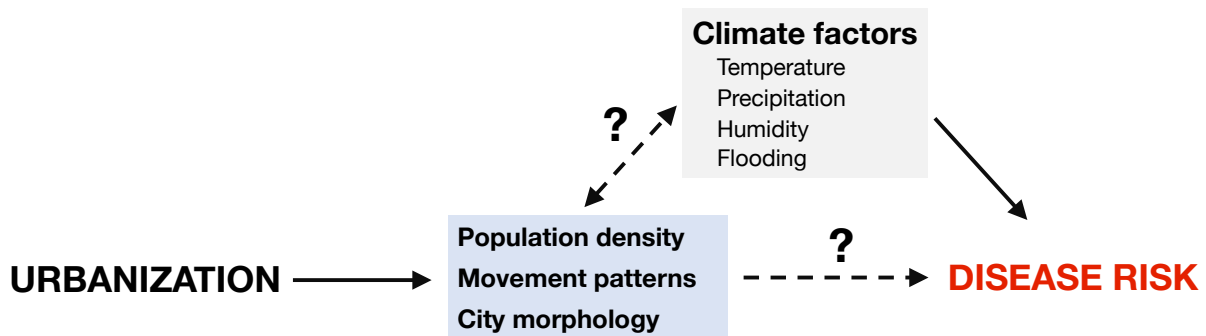 Climate factors
Temperature
Precipitation
Humidity
Flooding
?
Population density
Movement patterns
City morphology
?
URBANIZATION
DISEASE RISK